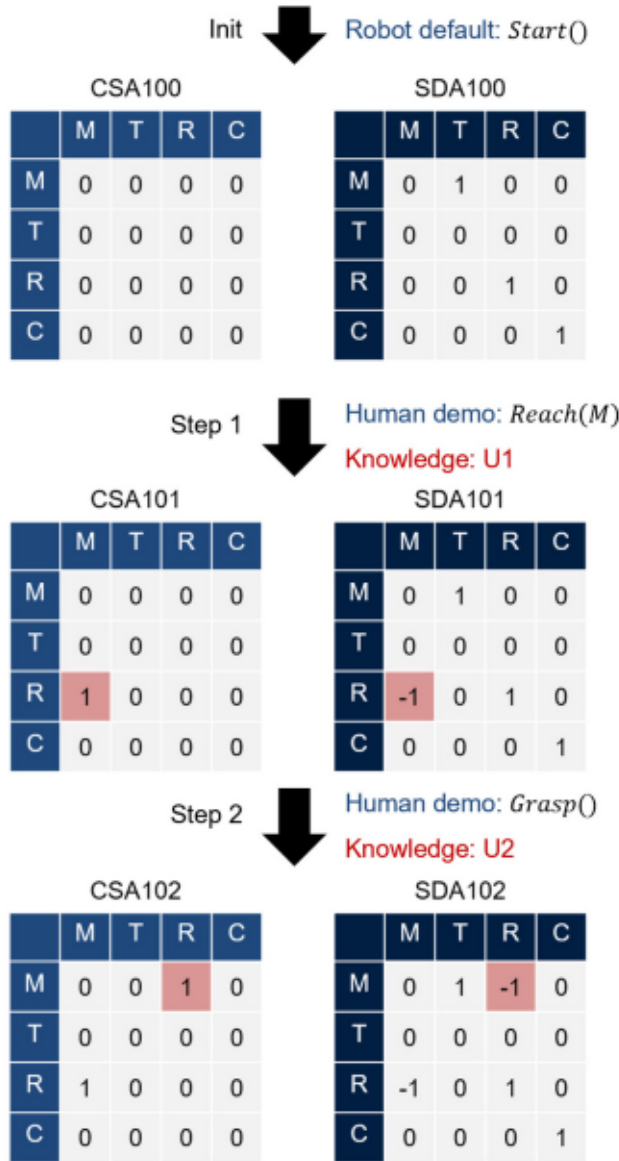 Init Robot default: Start()
CSA100 SDA100
M T R C M T R C
M 0 0 0 0 M 0 1 0 0
T 0 0 0 0 T 0 0 0 0
R 0 0 0 0 R 0 0 1 0
C 0 0 0 0 C 0 0 0 1
Step 1 Human demo: Reach(M)
Knowledge: U1
CSA101 SDA101
M T R C M T R C
M 0 0 0 0 M 0 1 0 0
T 0 0 0 0 T 0 0 0 0
R 1 0 0 0 R -1 0 1 0
C 0 0 0 0 C 0 0 0 1
Step 2 Human demo: Grasp()
Knowledge: U2
CSA102 SDA102
M T R C M T R C
M 0 0 1 0 M 0 1 -1 0
T 0 0 0 0 T 0 0 0 0
R 1 0 0 0 R -1 0 1 0
C 0 0 0 0 C 0 0 0 1